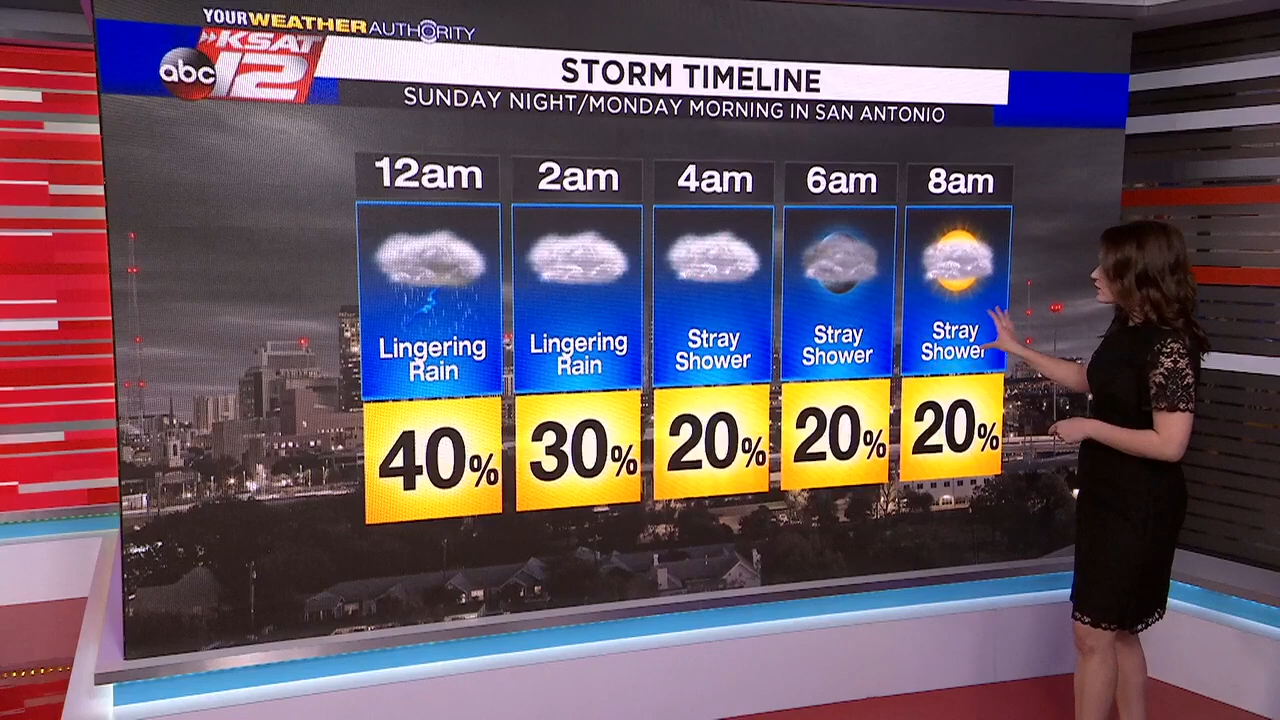 YOUR WEATHER AUTHORITY
KSAT
abc 12
STORM TIMELINE
SUNDAY NIGHT/MONDAY MORNING IN SAN ANTONIO
12am 2am 4am 6am 8am
Lingering Rain
Lingering Rain
Stray Shower
Stray Shower
Stray Shower
40% 30% 20% 20% 20%